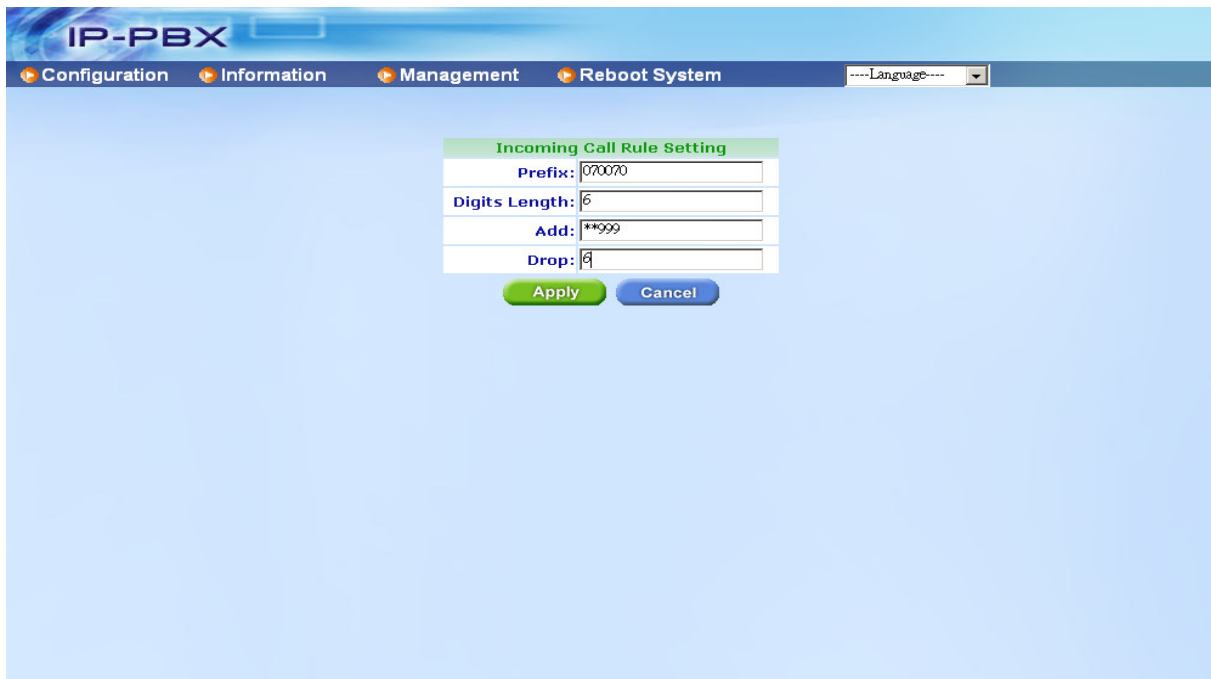 IP-PBX
Configuration Information Management Reboot System ----Language----
Incoming Call Rule Setting
Prefix: 070070
Digits Length: 6
Add: **999
Drop: 6
Apply Cancel